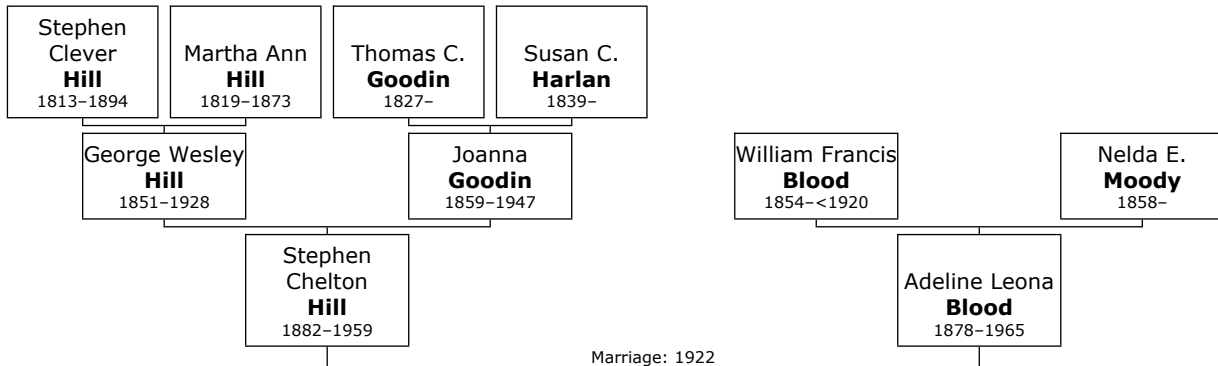 Stephen
Clever
Hill
1813–1894
Martha Ann
Hill
1819–1873
Thomas C.
Goodin
1827–
Susan C.
Harlan
1839–
George Wesley
Hill
1851–1928
Joanna
Goodin
1859–1947
William Francis
Blood
1854–<1920
Nelda E.
Moody
1858–
Stephen
Chelton
Hill
1882–1959
Adeline Leona
Blood
1878–1965
Marriage: 1922